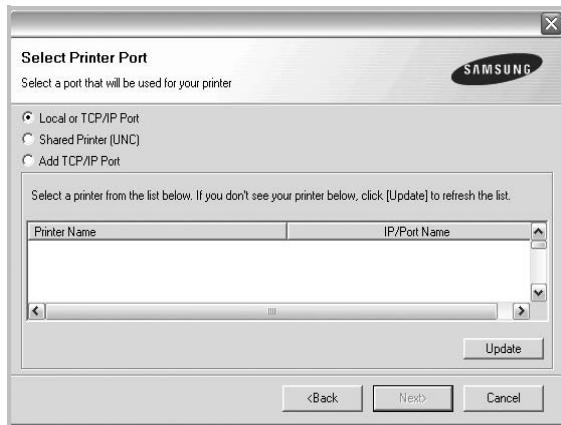 Select Printer Port
Select a port that will be used for your printer
SAMSUNG
Local or TCP/IP Port
Shared Printer (UNC)
Add TCP/IP Port
Select a printer from the list below. If you don't see your printer below, click [Update] to refresh the list.
Printer Name IP/Port Name
Update
<Back Next> Cancel